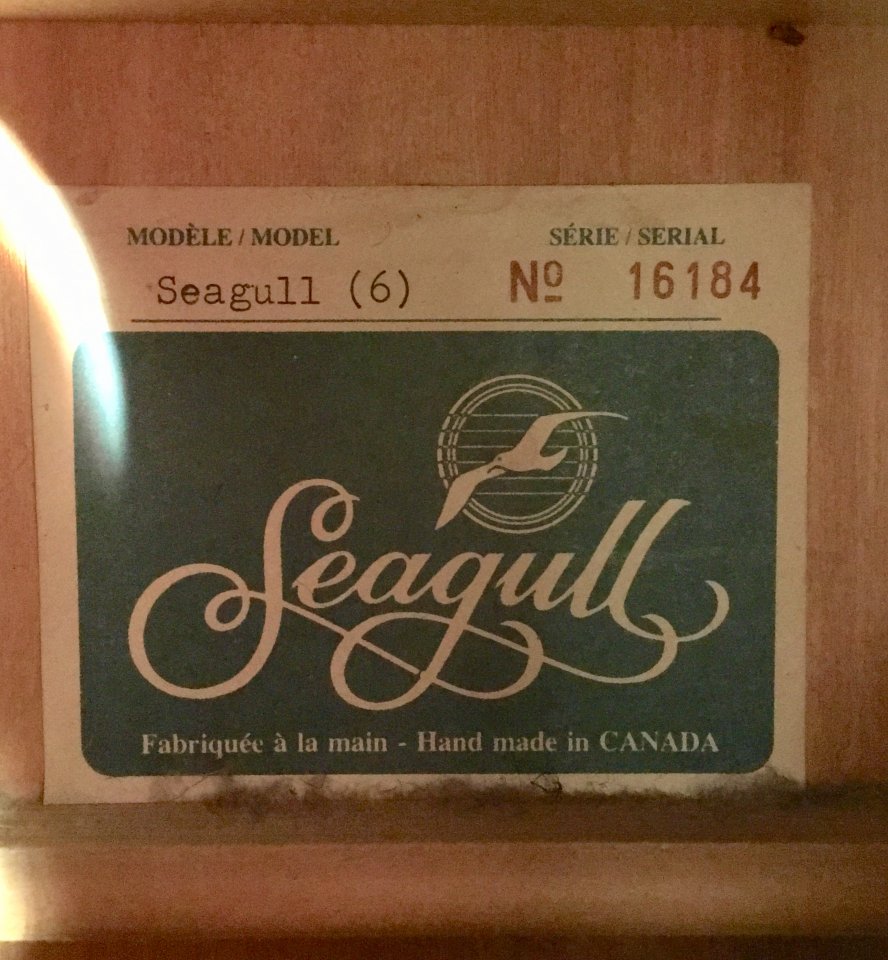 MODÈLE / MODEL SÉRIE / SERIAL
Seagull (6) Nº 16184
Seagull
Fabriquée à la main - Hand made in CANADA